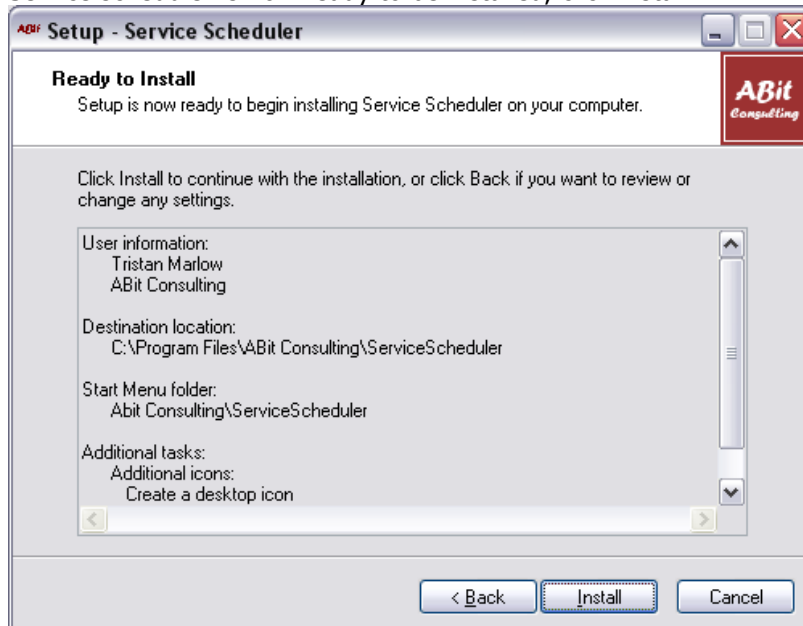 ABit Setup - Service Scheduler
Ready to Install
Setup is now ready to begin installing Service Scheduler on your computer.
ABit
Consulting
Click Install to continue with the installation, or click Back if you want to review or
change any settings.
User information:
Tristan Marlow
ABit Consulting
Destination location:
C:\Program Files\ABit Consulting\ServiceScheduler
Start Menu folder:
Abit Consulting\ServiceScheduler
Additional tasks:
Additional icons:
Create a desktop icon
< Back
Install
Cancel